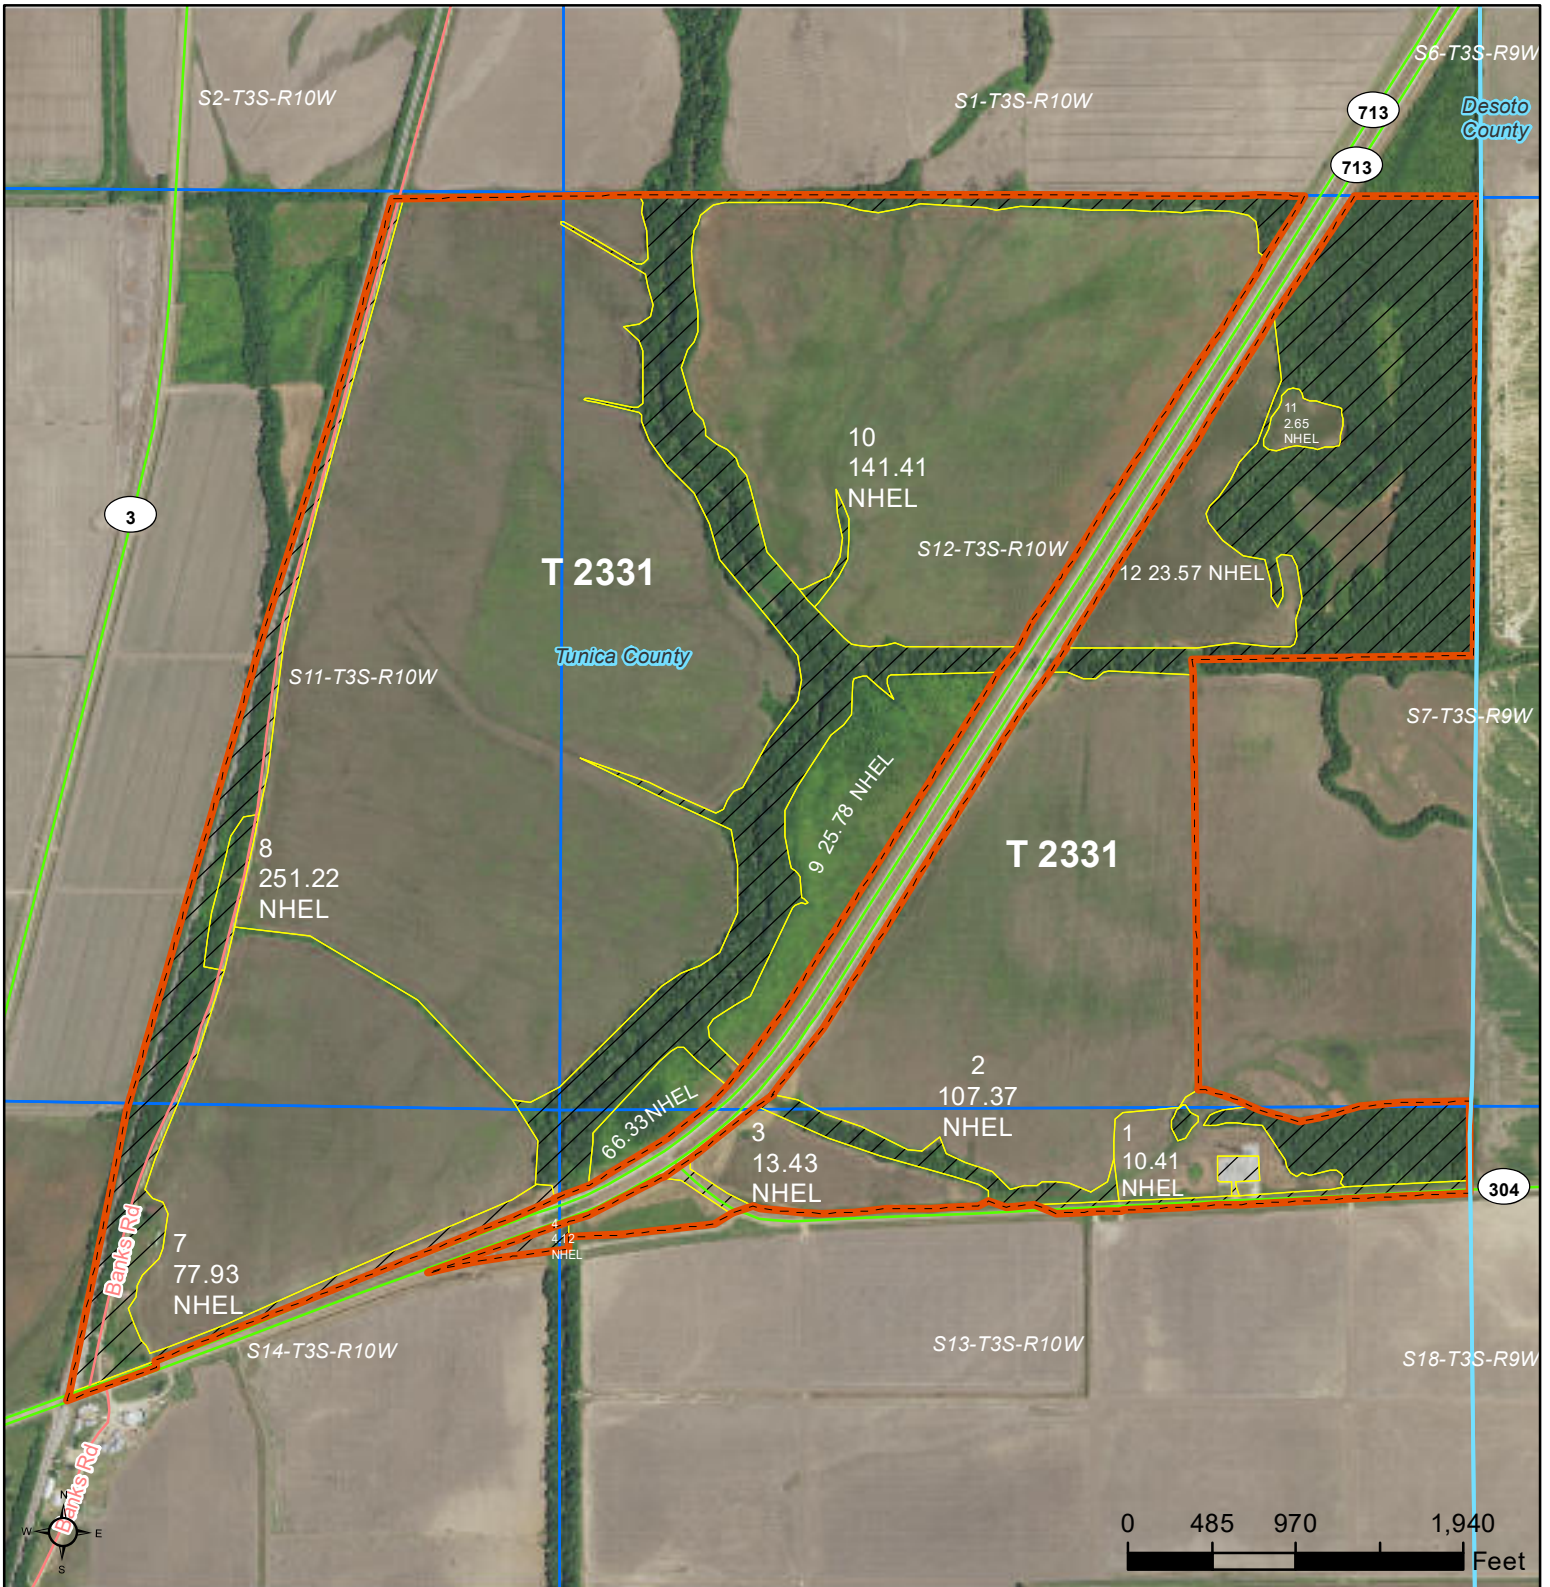 S6-T3S-R9W
S2-T3S-R10W
S1-T3S-R10W
713
Desoto
County
713
11
2.65
NHEL
10
141.41
NHEL
3
S12-T3S-R10W
T 2331
12 23.57 NHEL
Tunica County
S11-T3S-R10W
S7-T3S-R9W
9 25.78 NHEL
T 2331
8
251.22
NHEL
2
107.37
NHEL
66.33NHEL
3
13.43
NHEL
1
10.41
NHEL
304
4
4.12
NHEL
Banks Rd
7
77.93
NHEL
S14-T3S-R10W
S13-T3S-R10W
S18-T3S-R9W
Banks Rd
N
W E
S
0 485 970 1,940
Feet